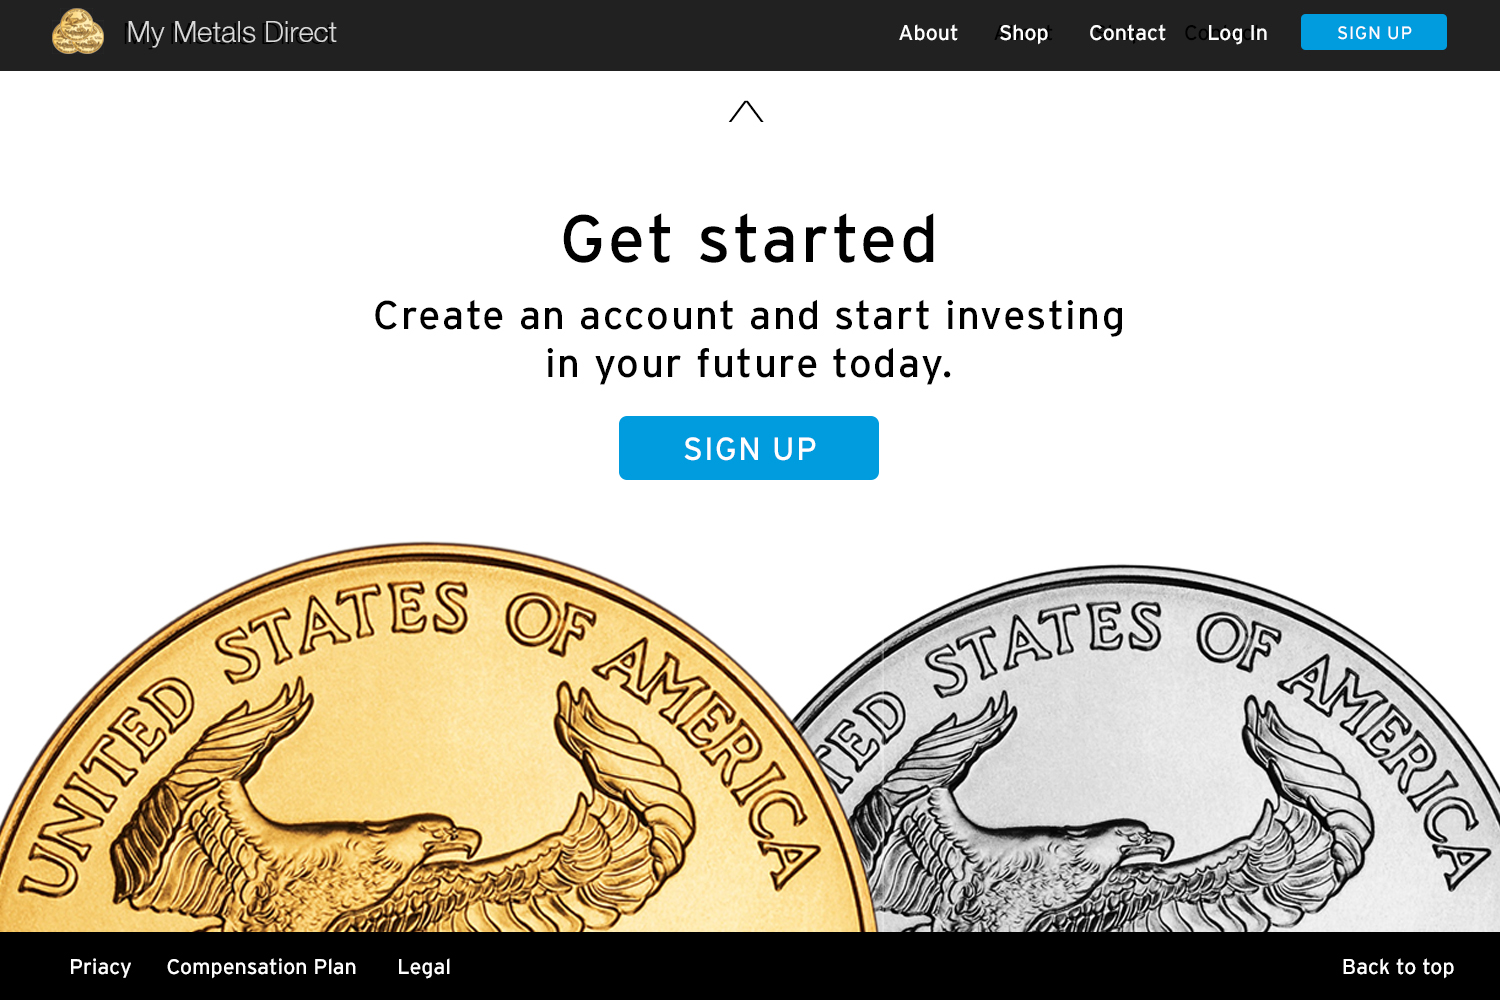 My Metals Direct
About Shop Contact Log In SIGN UP
Get started
Create an account and start investing
in your future today.
SIGN UP
UNITED STATES OF AMERICA
TED STATES OF AMERICA
Priacy Compensation Plan Legal Back to top